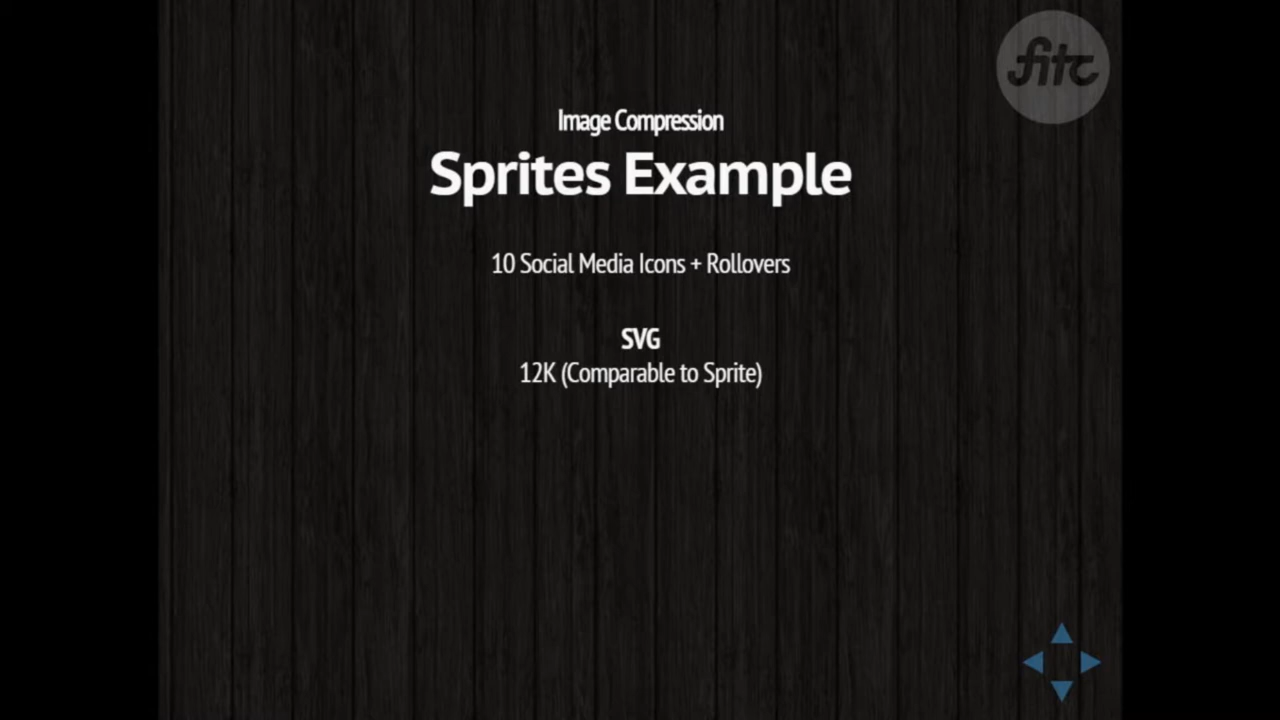 fitc
Image Compression
Sprites Example
10 Social Media Icons + Rollovers
SVG
12K (Comparable to Sprite)